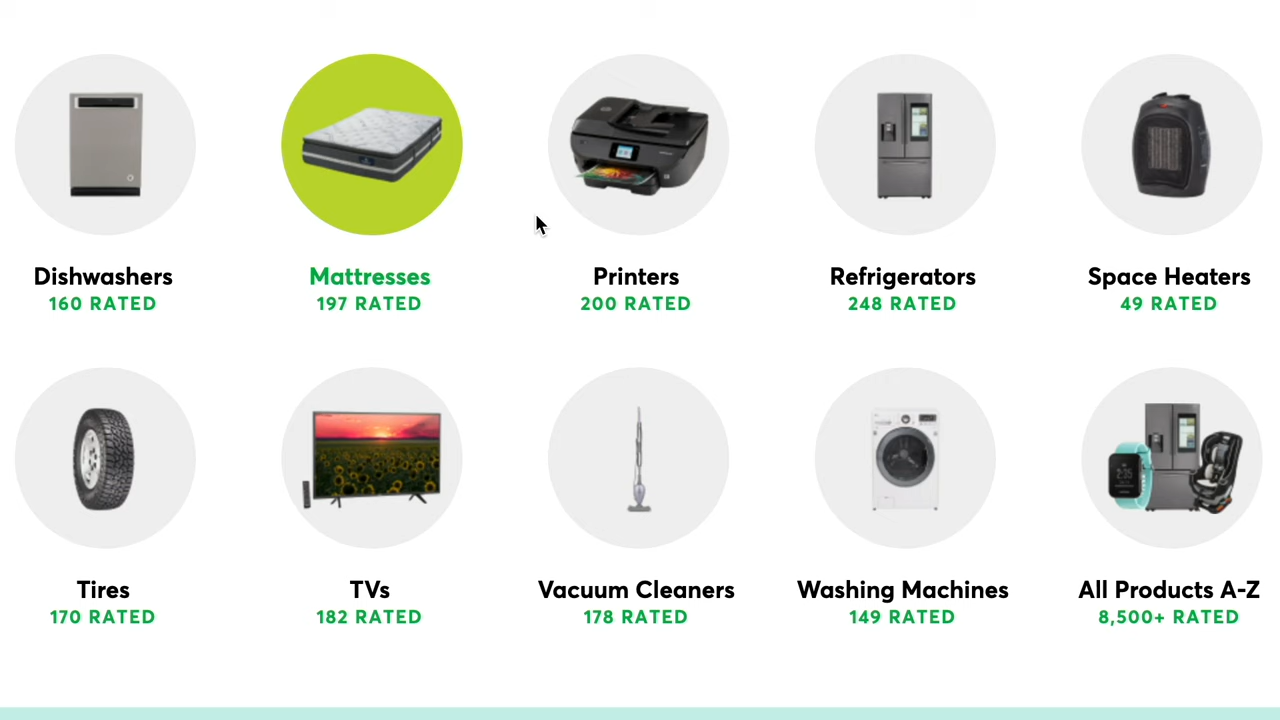 Dishwashers
160 RATED
Mattresses
197 RATED
Printers
200 RATED
Refrigerators
248 RATED
Space Heaters
49 RATED
Tires
170 RATED
TVs
182 RATED
Vacuum Cleaners
178 RATED
Washing Machines
149 RATED
All Products A-Z
8,500+ RATED